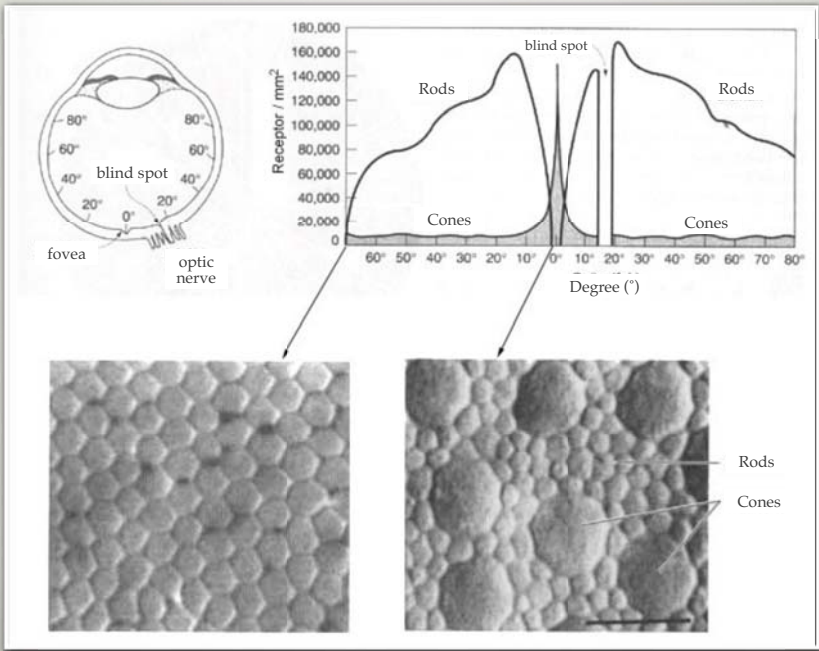 80°
60°
40°
20°
0°
20°
40°
60°
80°
blind spot
fovea
optic
nerve
180,000
160,000
140,000
120,000
100,000
80,000
60,000
40,000
20,000
0
Receptor / mm²
blind spot
Rods
Rods
Cones
Cones
60° 50° 40° 30° 20° 10° 0° 10° 20° 30° 40° 50° 60° 70° 80°
Degree (°)
Rods
Cones